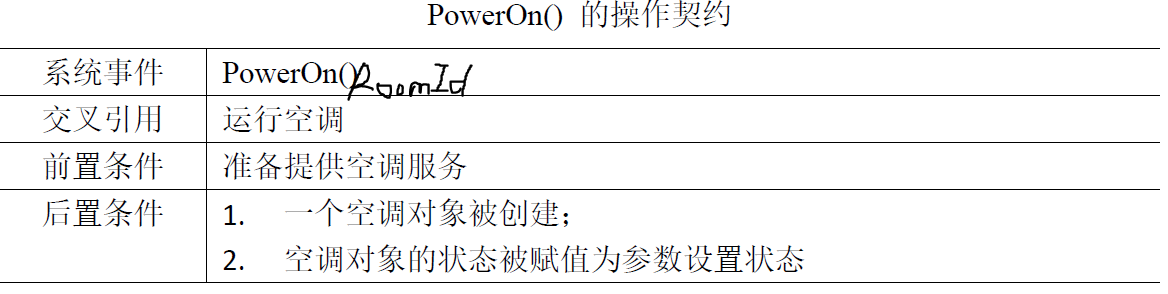 PowerOn() 的操作契约
系统事件 PowerOn()RoomId
交叉引用 运行空调
前置条件 准备提供空调服务
后置条件 1. 一个空调对象被创建;
2. 空调对象的状态被赋值为参数设置状态